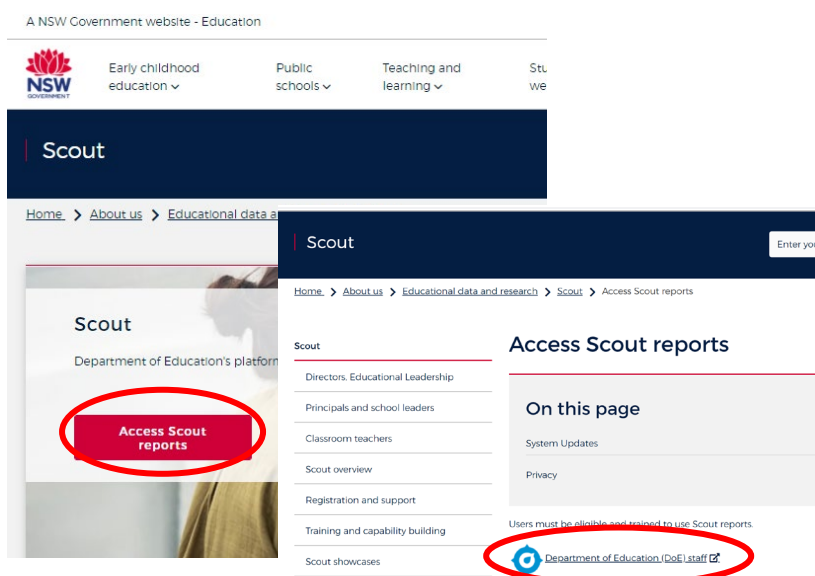 A NSW Government website - Education
NSW
GOVERNMENT
Early childhood
education
Public
schools
Teaching and
learning
Stu
we
Scout
Home > About us > Educational data a
Scout
Department of Education's platform
Access Scout
reports
Scout
Enter you
Home > About us > Educational data and research > Scout > Access Scout reports
Scout
Directors, Educational Leadership
Principals and school leaders
Classroom teachers
Scout overview
Registration and support
Training and capability building
Scout showcases
Access Scout reports
On this page
System Updates
Privacy
Users must be eligible and trained to use Scout reports.
Department of Education (DoE) staff